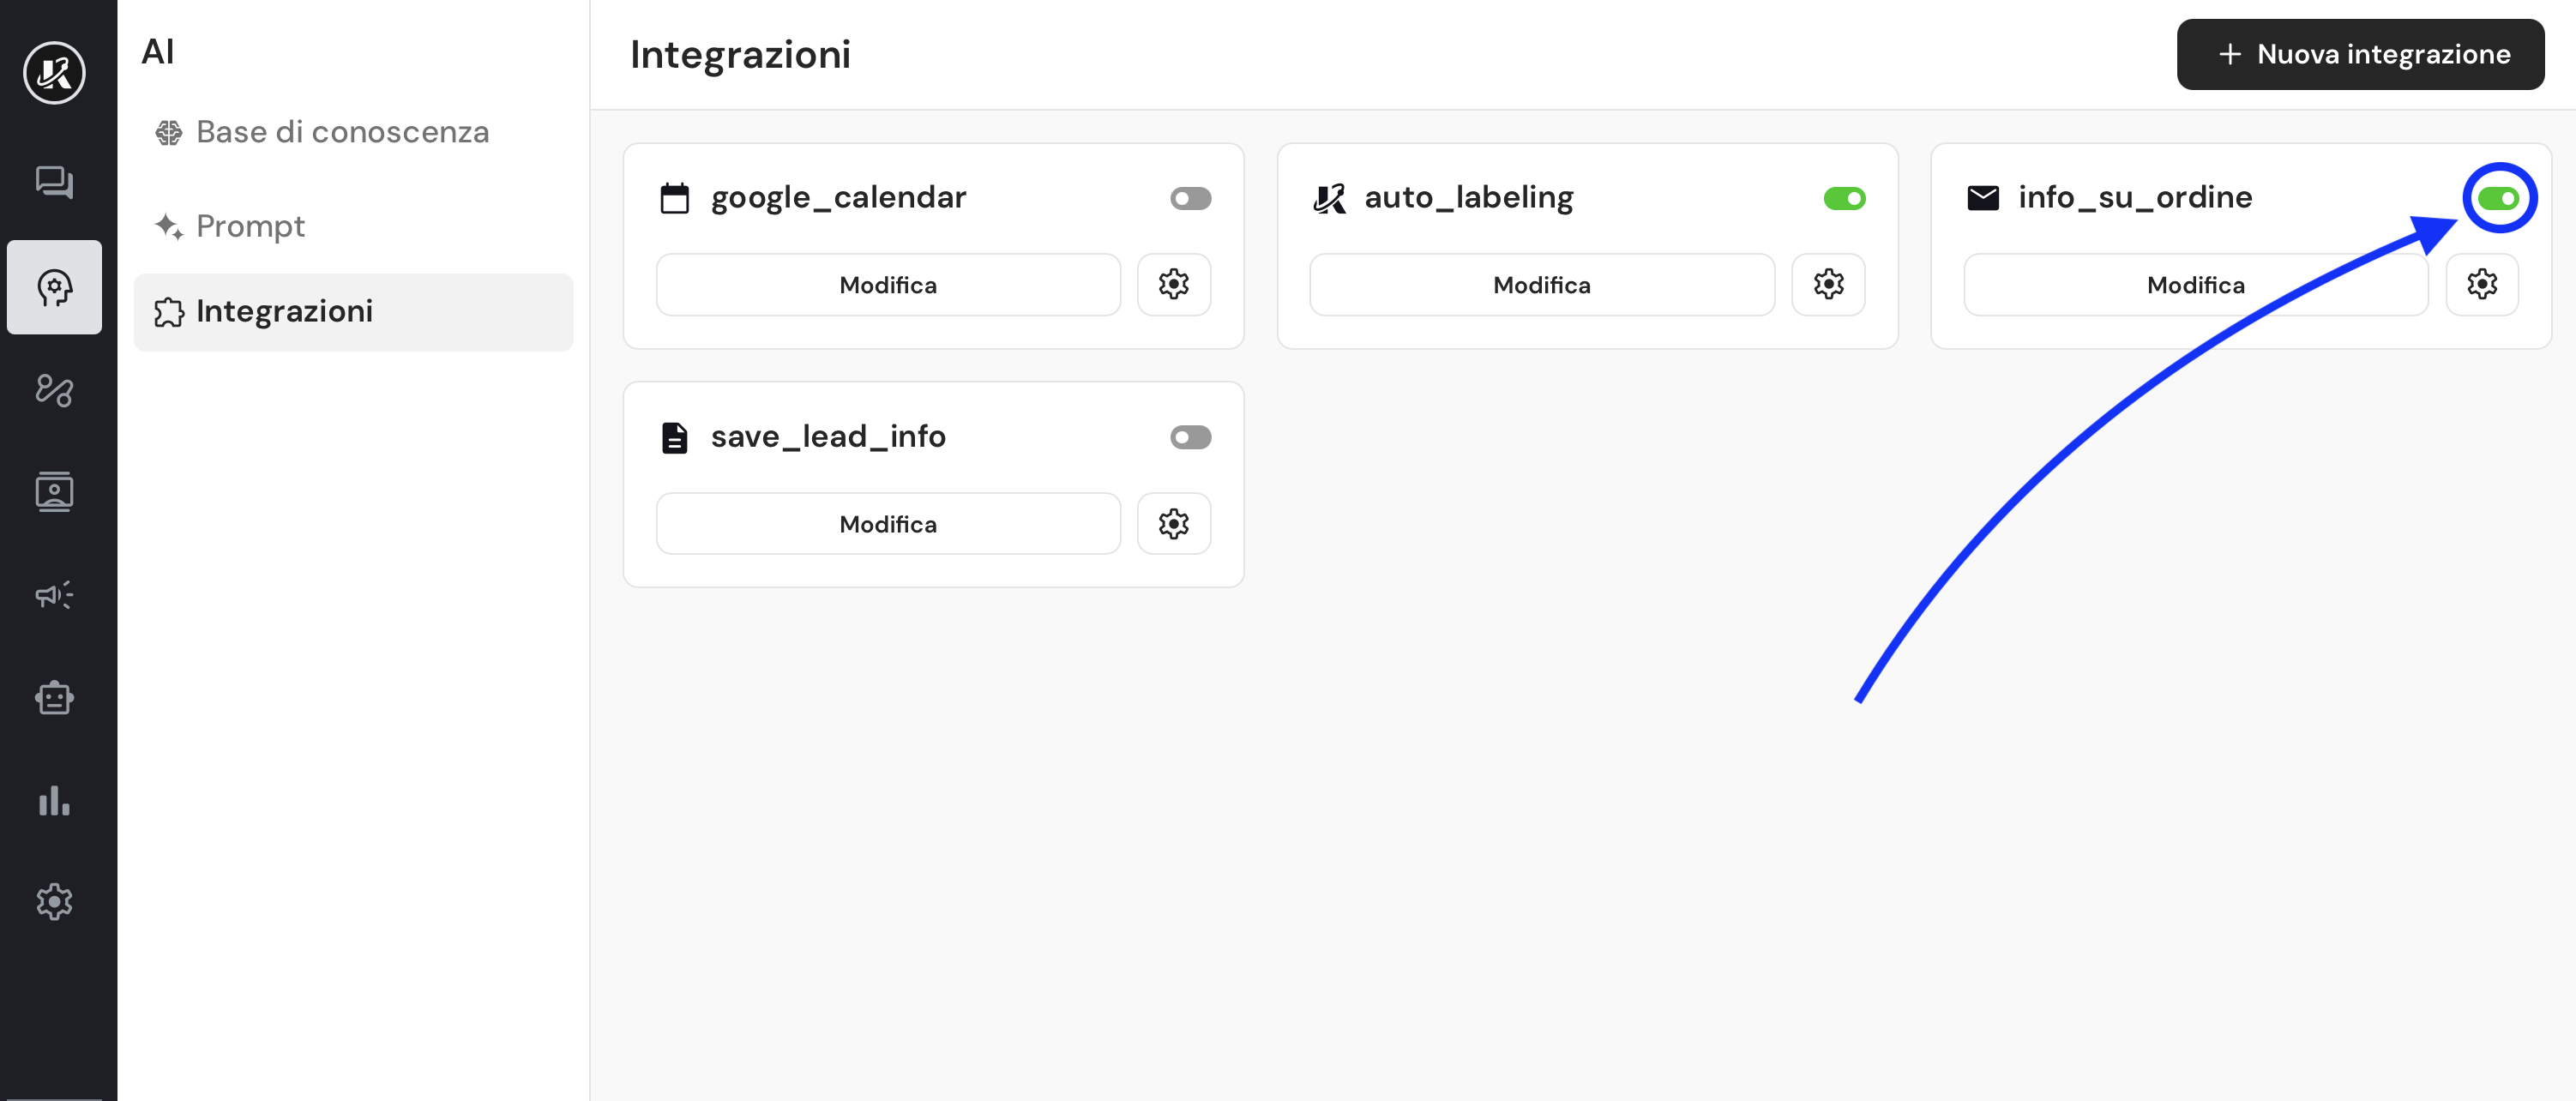 AI
Base di conoscenza
Prompt
Integrazioni
Integrazioni
+ Nuova integrazione
google_calendar
Modifica
auto_labeling
Modifica
info_su_ordine
Modifica
save_lead_info
Modifica